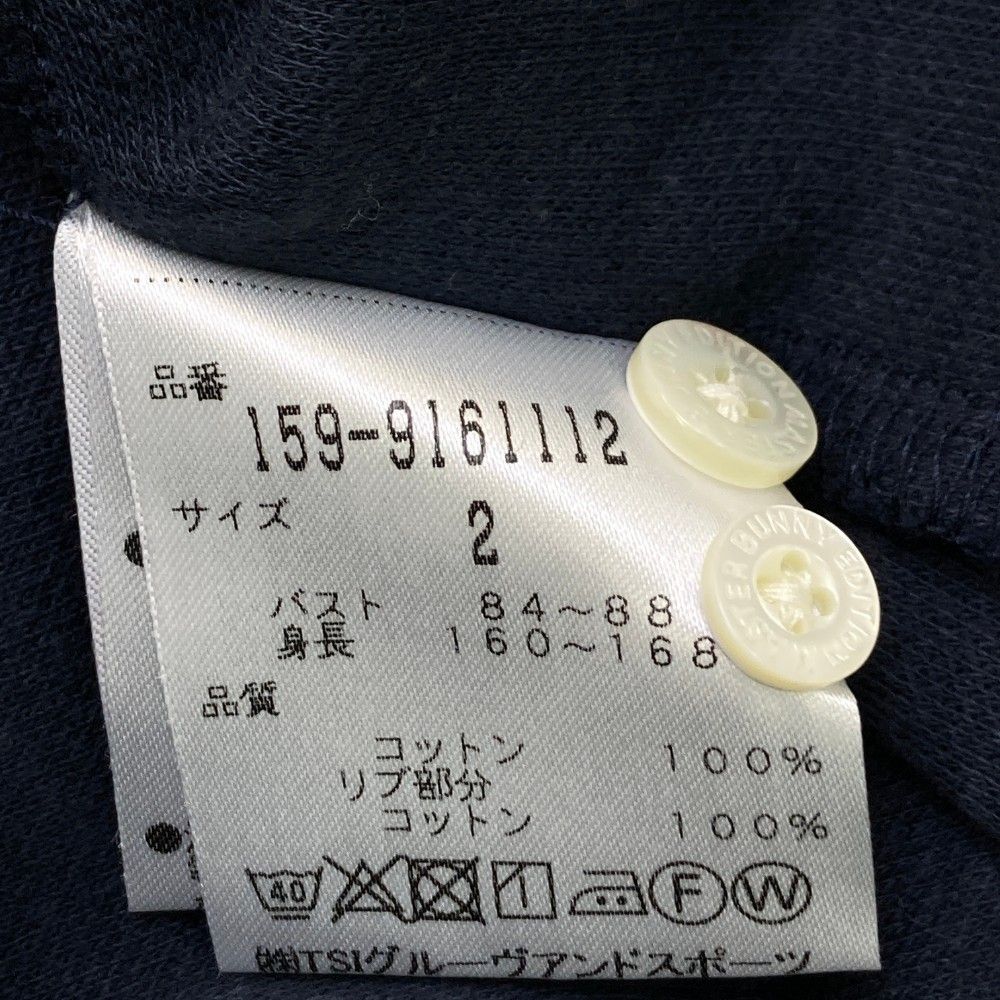 品番
159-9161112
サイズ 2
バスト 84~88
身長 160~168
品質
コットン 100%
リブ部分
コットン 100%
40 F W
㈱TSIグルーヴアンドスポーツ
BUNKY EDITION